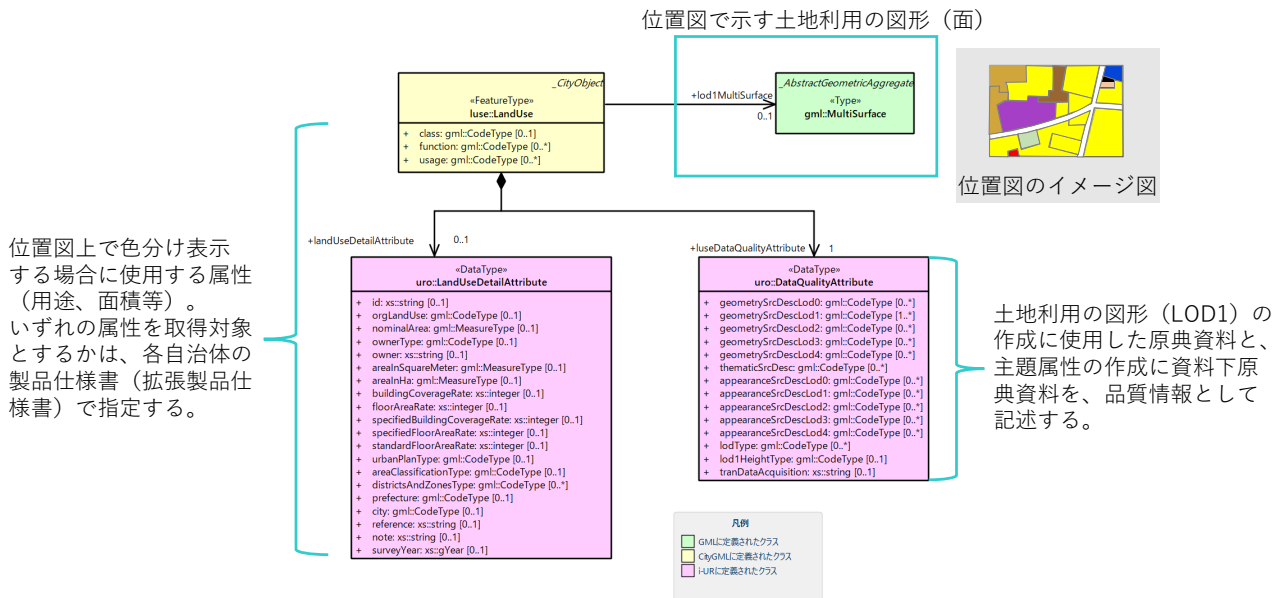 位置図で示す土地利用の図形（面）
_CityObject
«FeatureType»
luse::LandUse
+ class: gml::CodeType [0..1]
+ function: gml::CodeType [0..*]
+ usage: gml::CodeType [0..*]
+lod1MultiSurface
0..1
_AbstractGeometricAggregate
«Type»
gml::MultiSurface
位置図のイメージ図
位置図上で色分け表示
する場合に使用する属性
（用途、面積等）。
いずれの属性を取得対象
とするかは、各自治体の
製品仕様書（拡張製品仕
様書）で指定する。
+landUseDetailAttribute
0..1
«DataType»
uro::LandUseDetailAttribute
+ id: xs::string [0..1]
+ orgLandUse: gml::CodeType [0..1]
+ nominalArea: gml::MeasureType [0..1]
+ ownerType: gml::CodeType [0..1]
+ owner: xs::string [0..1]
+ areaInSquareMeter: gml::MeasureType [0..1]
+ areaInHa: gml::MeasureType [0..1]
+ buildingCoverageRate: xs::integer [0..1]
+ floorAreaRate: xs::integer [0..1]
+ specifiedBuildingCoverageRate: xs::integer [0..1]
+ specifiedFloorAreaRate: xs::integer [0..1]
+ standardFloorAreaRate: xs::integer [0..1]
+ urbanPlanType: gml::CodeType [0..1]
+ areaClassificationType: gml::CodeType [0..1]
+ districtsAndZonesType: gml::CodeType [0..*]
+ prefecture: gml::CodeType [0..1]
+ city: gml::CodeType [0..1]
+ reference: xs::string [0..1]
+ note: xs::string [0..1]
+ surveyYear: xs::gYear [0..1]
+luseDataQualityAttribute
1
«DataType»
uro::DataQualityAttribute
+ geometrySrcDescLod0: gml::CodeType [0..*]
+ geometrySrcDescLod1: gml::CodeType [1..*]
+ geometrySrcDescLod2: gml::CodeType [0..*]
+ geometrySrcDescLod3: gml::CodeType [0..*]
+ geometrySrcDescLod4: gml::CodeType [0..*]
+ thematicSrcDesc: gml::CodeType [0..*]
+ appearanceSrcDescLod0: gml::CodeType [0..*]
+ appearanceSrcDescLod1: gml::CodeType [0..*]
+ appearanceSrcDescLod2: gml::CodeType [0..*]
+ appearanceSrcDescLod3: gml::CodeType [0..*]
+ appearanceSrcDescLod4: gml::CodeType [0..*]
+ lodType: gml::CodeType [0..*]
+ lod1HeightType: gml::CodeType [0..1]
+ tranDataAcquisition: xs::string [0..1]
土地利用の図形（LOD1）の
作成に使用した原典資料と、
主題属性の作成に資料下原
典資料を、品質情報として
記述する。
凡例
GMLに定義されたクラス
CityGMLに定義されたクラス
i-URに定義されたクラス